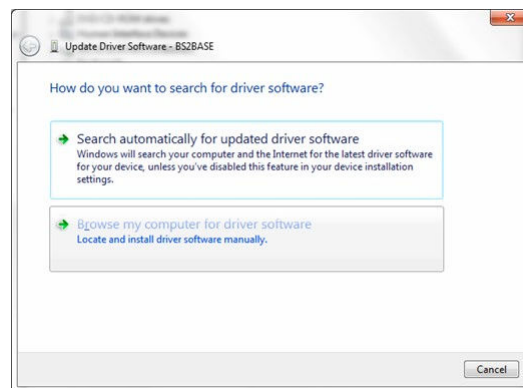 Update Driver Software - BS2BASE
How do you want to search for driver software?
Search automatically for updated driver software
Windows will search your computer and the Internet for the latest driver software
for your device, unless you've disabled this feature in your device installation
settings.
Browse my computer for driver software
Locate and install driver software manually.
Cancel